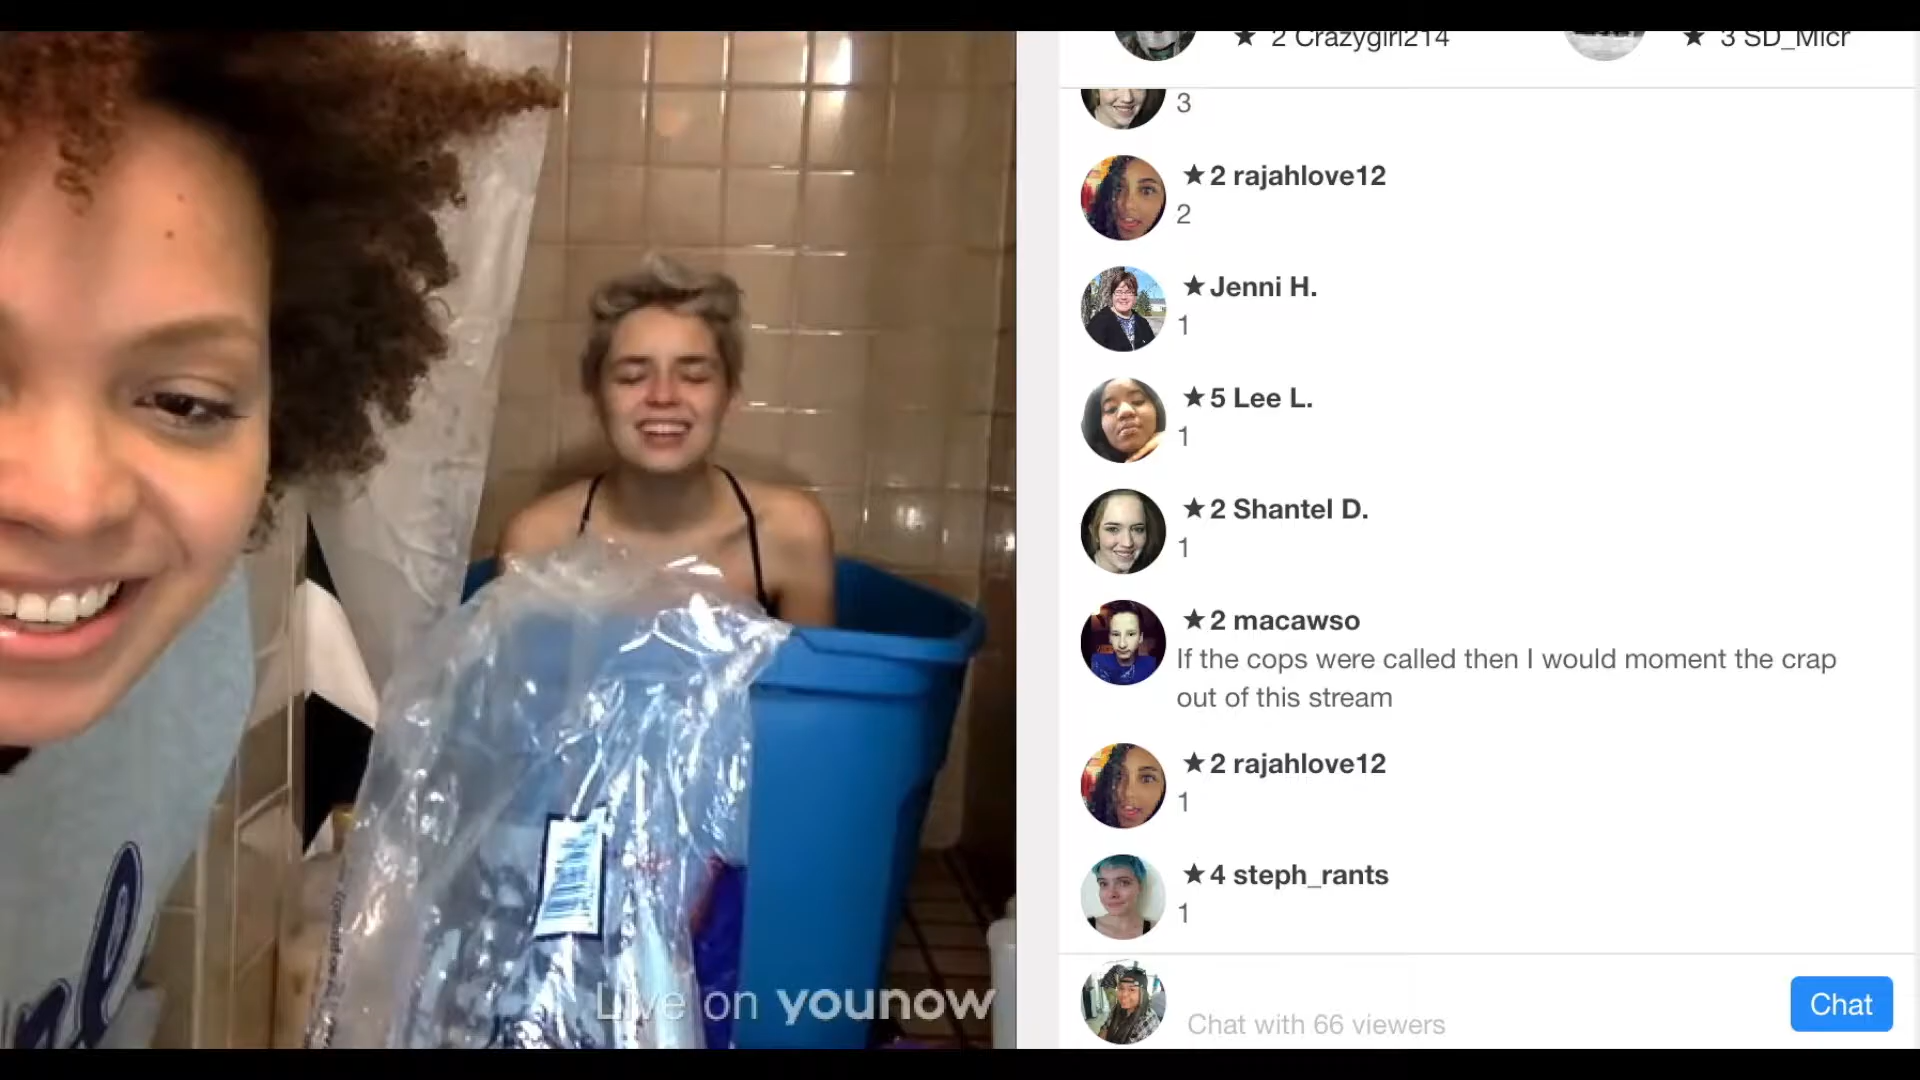 ★ 2 Crazygirl214
★ 3 SD_Micr
3
★ 2 rajahlove12
2
★ Jenni H.
1
★ 5 Lee L.
1
★ 2 Shantel D.
1
★ 2 macawso
If the cops were called then I would moment the crap
out of this stream
★ 2 rajahlove12
1
★ 4 steph_rants
1
Chat with 66 viewers
Chat
Live on younow